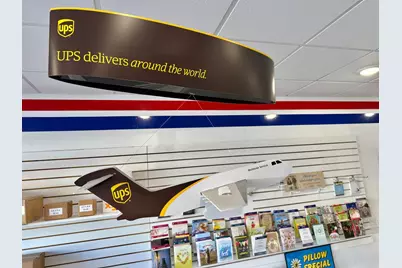 ups
UPS delivers around the world.
ups
PILLOW
SPECIAL